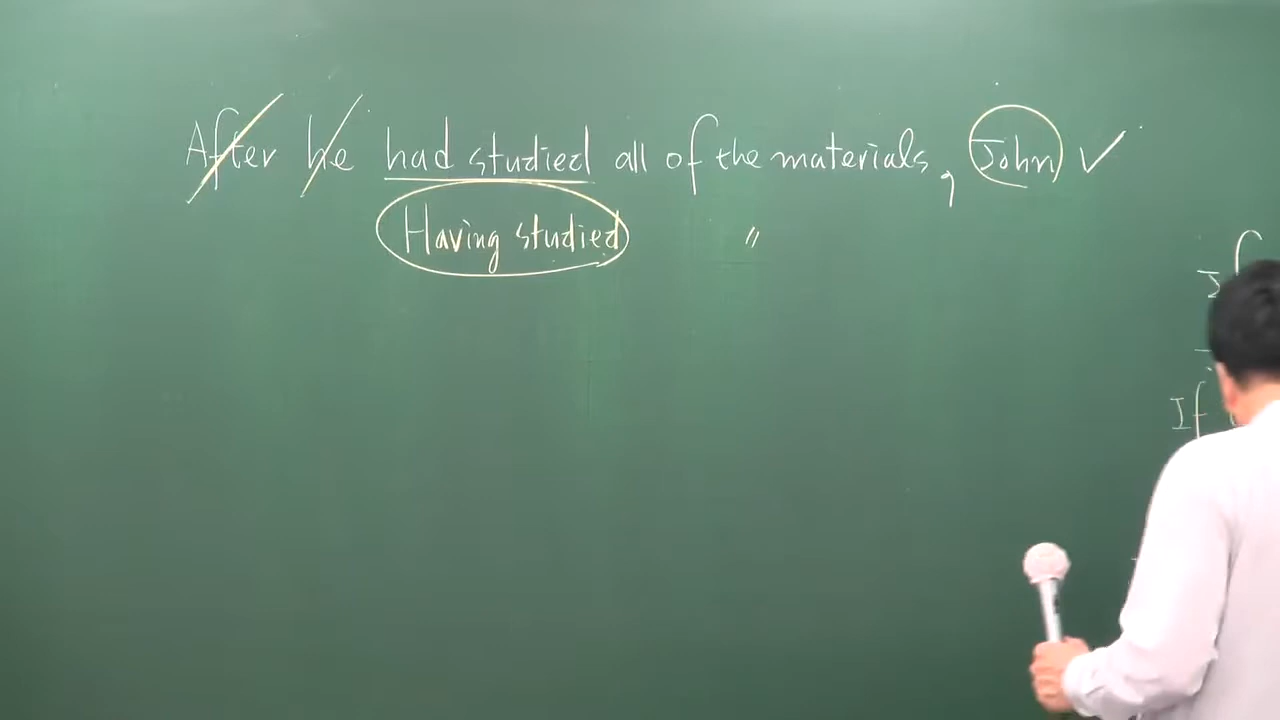 After he had studied all of the materials, John ✓
Having studied "
If